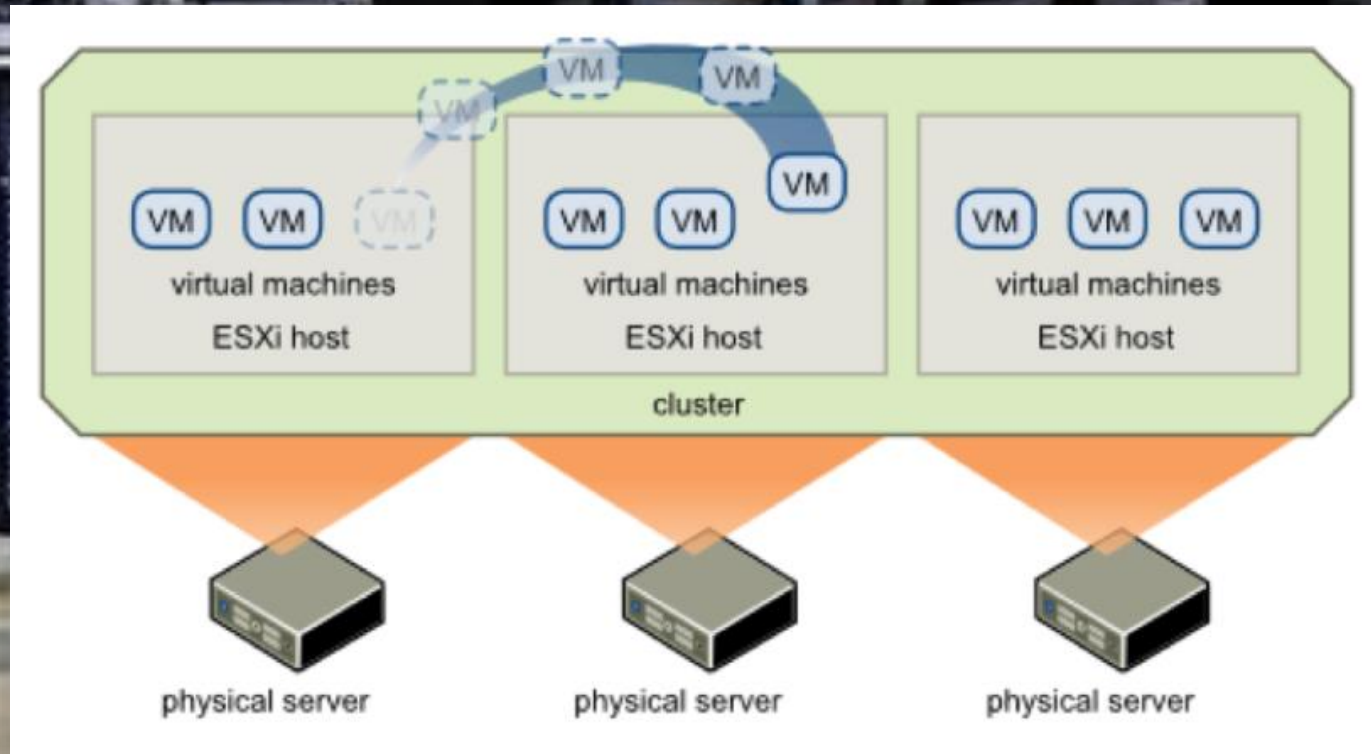 VM
VM
VM
VM
VM VM VM
VM VM
VM VM VM
virtual machines
virtual machines
virtual machines
ESXi host
ESXi host
ESXi host
cluster
physical server
physical server
physical server